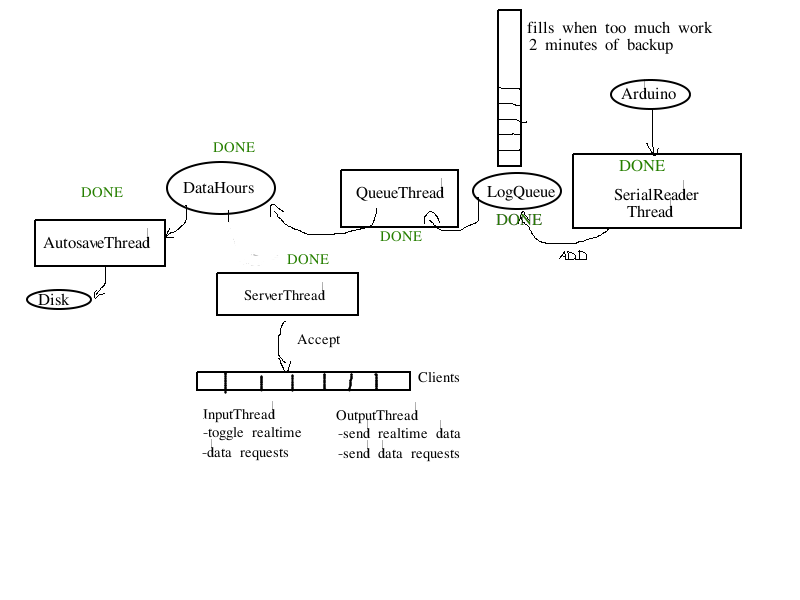 fills when too much work
2 minutes of backup
Arduino
DONE
SerialReader
Thread
ADD
LogQueue
DONE
QueueThread
DONE
DONE
DataHours
DONE
AutosaveThread
Disk
DONE
ServerThread
Accept
Clients
InputThread
-toggle realtime
-data requests
OutputThread
-send realtime data
-send data requests